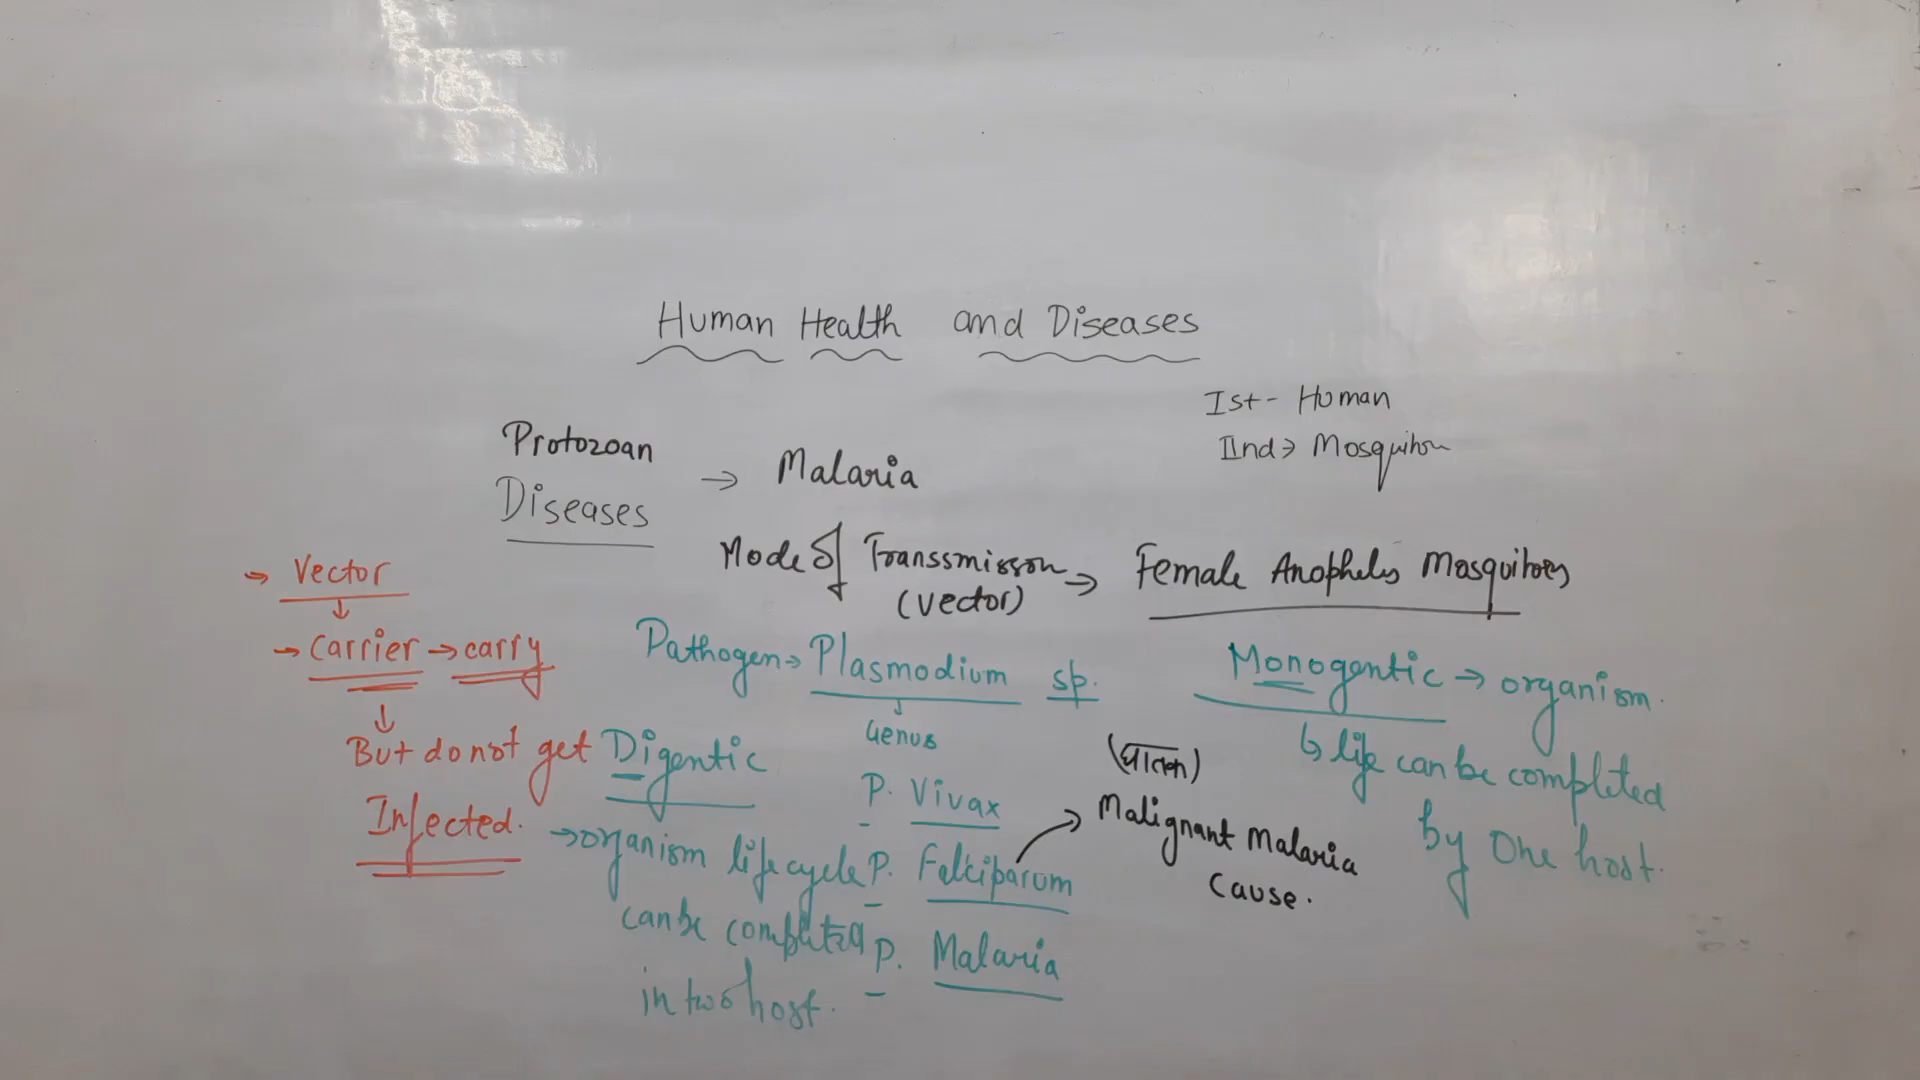 Human Health and Diseases
Ist - Human
IInd → Mosquitou
Protozoan
Diseases
→ Malaria
Mode of Transsmisson → Female Anopheles Mosquitoes
(vector)
→ Vector
↓
→ Carrier → carry
↓
But do not get
Infected.
Pathogen → Plasmodium sp.
↓
Genus
P. Vivax
P. Falciparum
P. Malaria
(घातक)
Malignant Malaria
cause.
Digentic
→ organism life cycle
can be completed
in two host.
Monogentic → organism.
↳ life can be completed
by One host.